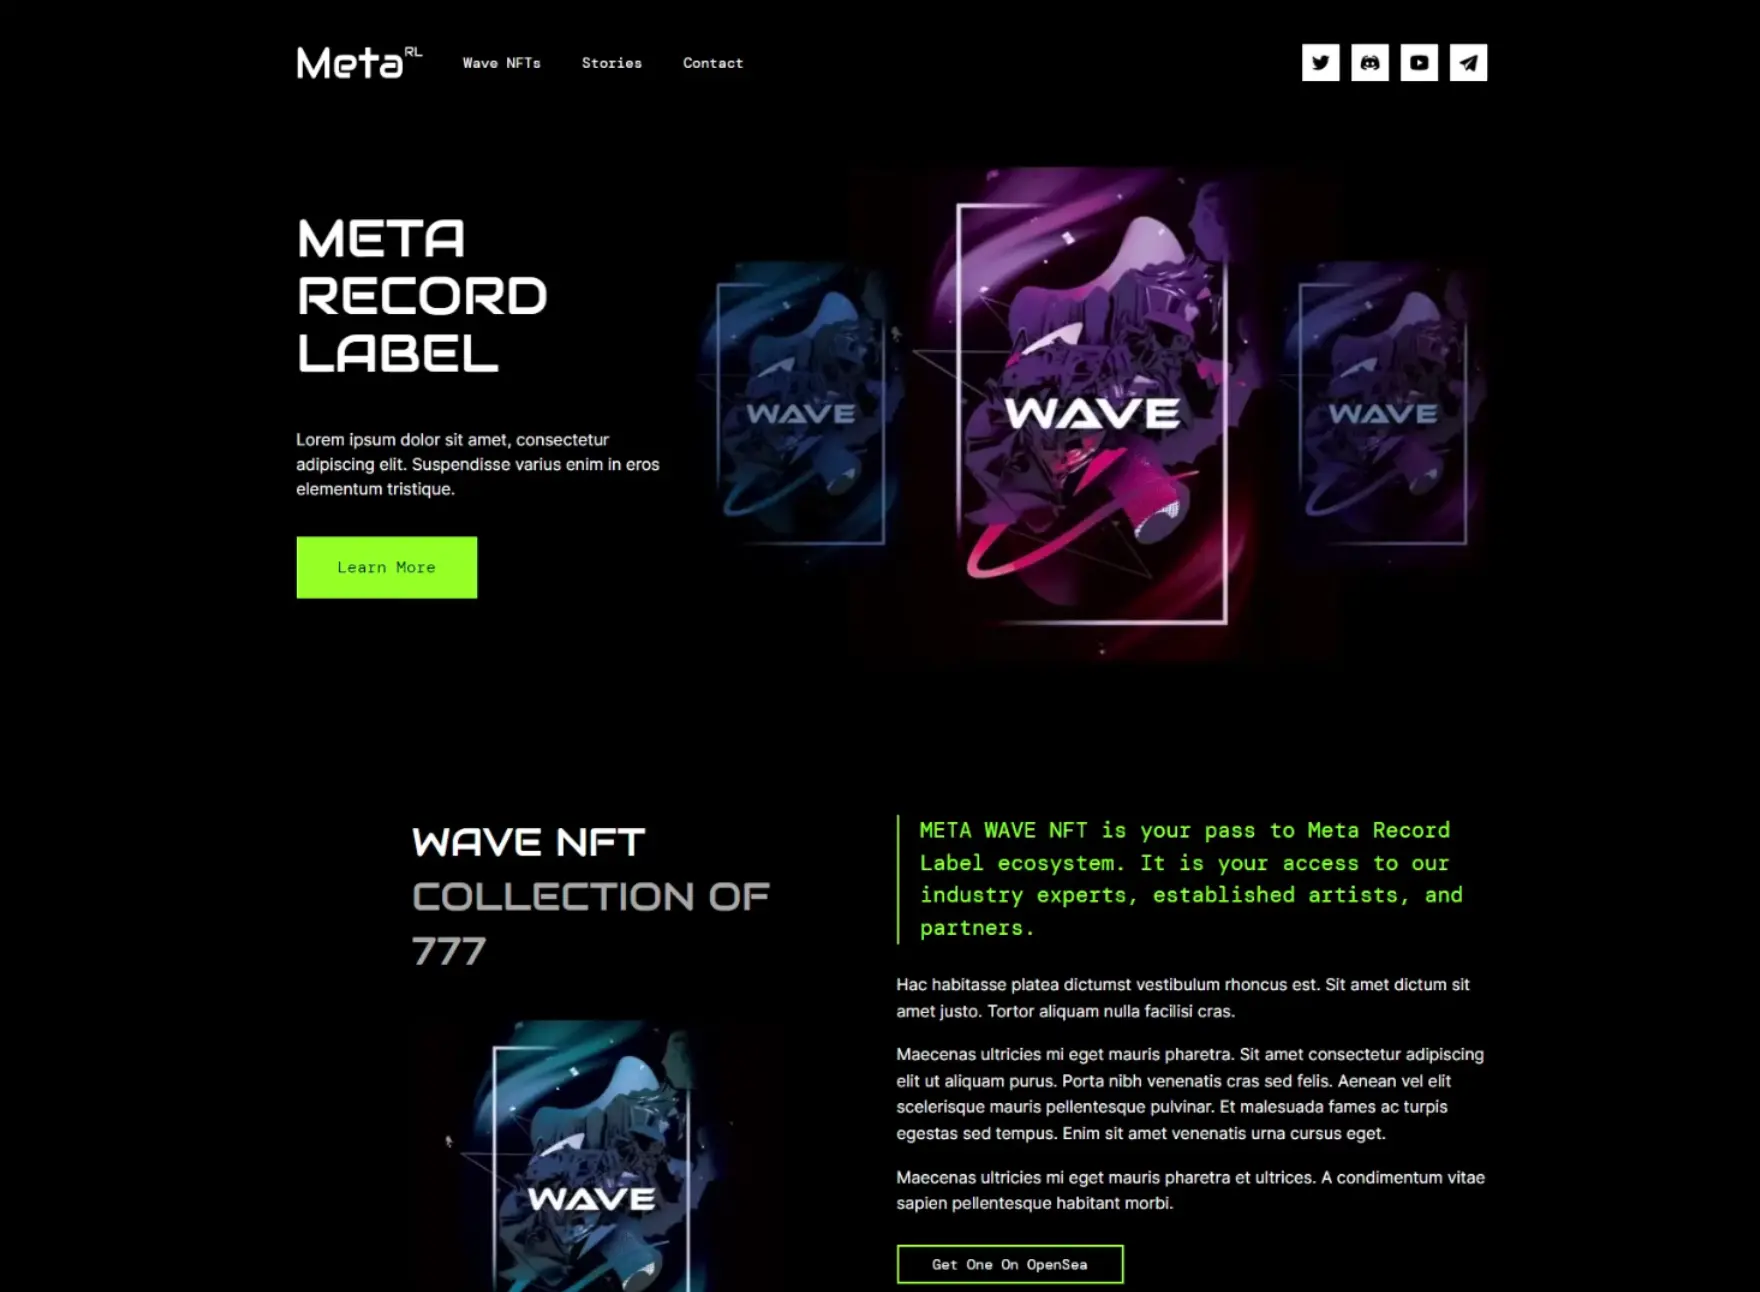 Meta RL
Wave NFTs
Stories
Contact
META
RECORD
LABEL
Lorem ipsum dolor sit amet, consectetur
adipiscing elit. Suspendisse varius enim in eros
elementum tristique.
Learn More
WAVE
WAVE
WAVE
WAVE NFT
COLLECTION OF
777
WAVE
META WAVE NFT is your pass to Meta Record
Label ecosystem. It is your access to our
industry experts, established artists, and
partners.
Hac habitasse platea dictumst vestibulum rhoncus est. Sit amet dictum sit
amet justo. Tortor aliquam nulla facilisi cras.
Maecenas ultricies mi eget mauris pharetra. Sit amet consectetur adipiscing
elit ut aliquam purus. Porta nibh venenatis cras sed felis. Aenean vel elit
scelerisque mauris pellentesque pulvinar. Et malesuada fames ac turpis
egestas sed tempus. Enim sit amet venenatis urna cursus eget.
Maecenas ultricies mi eget mauris pharetra et ultrices. A condimentum vitae
sapien pellentesque habitant morbi.
Get One On OpenSea